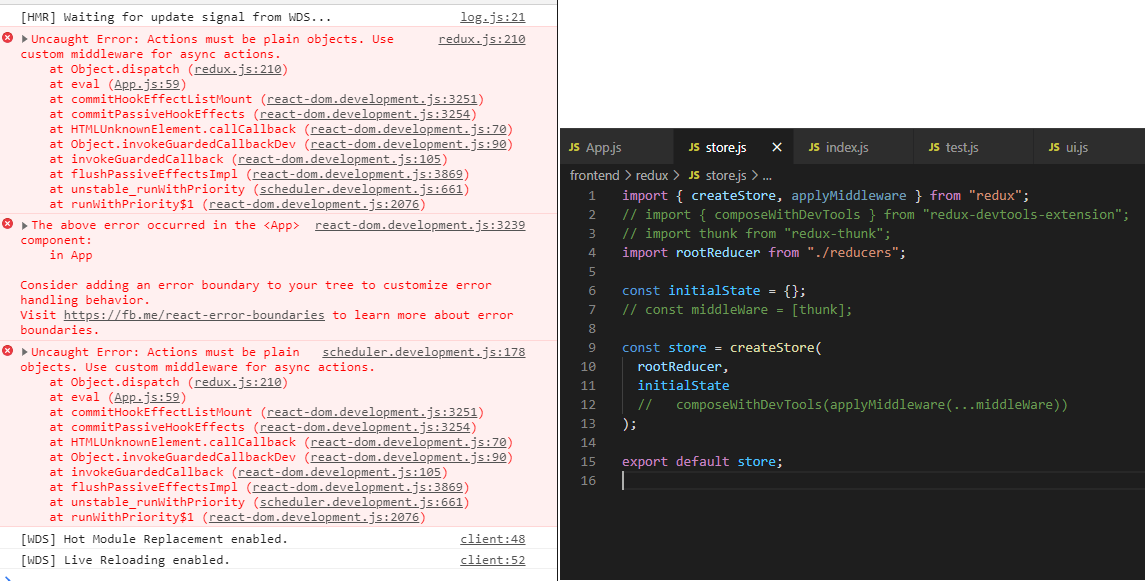 [HMR] Waiting for update signal from WDS... log.js:21
Uncaught Error: Actions must be plain objects. Use redux.js:210
custom middleware for async actions.
at Object.dispatch (redux.js:210)
at eval (App.js:59)
at commitHookEffectListMount (react-dom.development.js:3251)
at commitPassiveHookEffects (react-dom.development.js:3254)
at HTMLUnknownElement.callCallback (react-dom.development.js:70)
at Object.invokeGuardedCallbackDev (react-dom.development.js:90)
at invokeGuardedCallback (react-dom.development.js:105)
at flushPassiveEffectsImpl (react-dom.development.js:3869)
at unstable_runWithPriority (scheduler.development.js:661)
at runWithPriority$1 (react-dom.development.js:2076)
The above error occurred in the <App> react-dom.development.js:3239
component:
in App
Consider adding an error boundary to your tree to customize error
handling behavior.
Visit https://fb.me/react-error-boundaries to learn more about error
boundaries.
Uncaught Error: Actions must be plain scheduler.development.js:178
objects. Use custom middleware for async actions.
at Object.dispatch (redux.js:210)
at eval (App.js:59)
at commitHookEffectListMount (react-dom.development.js:3251)
at commitPassiveHookEffects (react-dom.development.js:3254)
at HTMLUnknownElement.callCallback (react-dom.development.js:70)
at Object.invokeGuardedCallbackDev (react-dom.development.js:90)
at invokeGuardedCallback (react-dom.development.js:105)
at flushPassiveEffectsImpl (react-dom.development.js:3869)
at unstable_runWithPriority (scheduler.development.js:661)
at runWithPriority$1 (react-dom.development.js:2076)
[WDS] Hot Module Replacement enabled. client:48
[WDS] Live Reloading enabled. client:52
JS App.js JS store.js JS index.js JS test.js JS ui.js
frontend > redux > JS store.js > ...
1 import { createStore, applyMiddleware } from "redux";
2 // import { composeWithDevTools } from "redux-devtools-extension";
3 // import thunk from "redux-thunk";
4 import rootReducer from "./reducers";
5
6 const initialState = {};
7 // const middleWare = [thunk];
8
9 const store = createStore(
10 rootReducer,
11 initialState
12 // composeWithDevTools(applyMiddleware(...middleWare))
13 );
14
15 export default store;
16